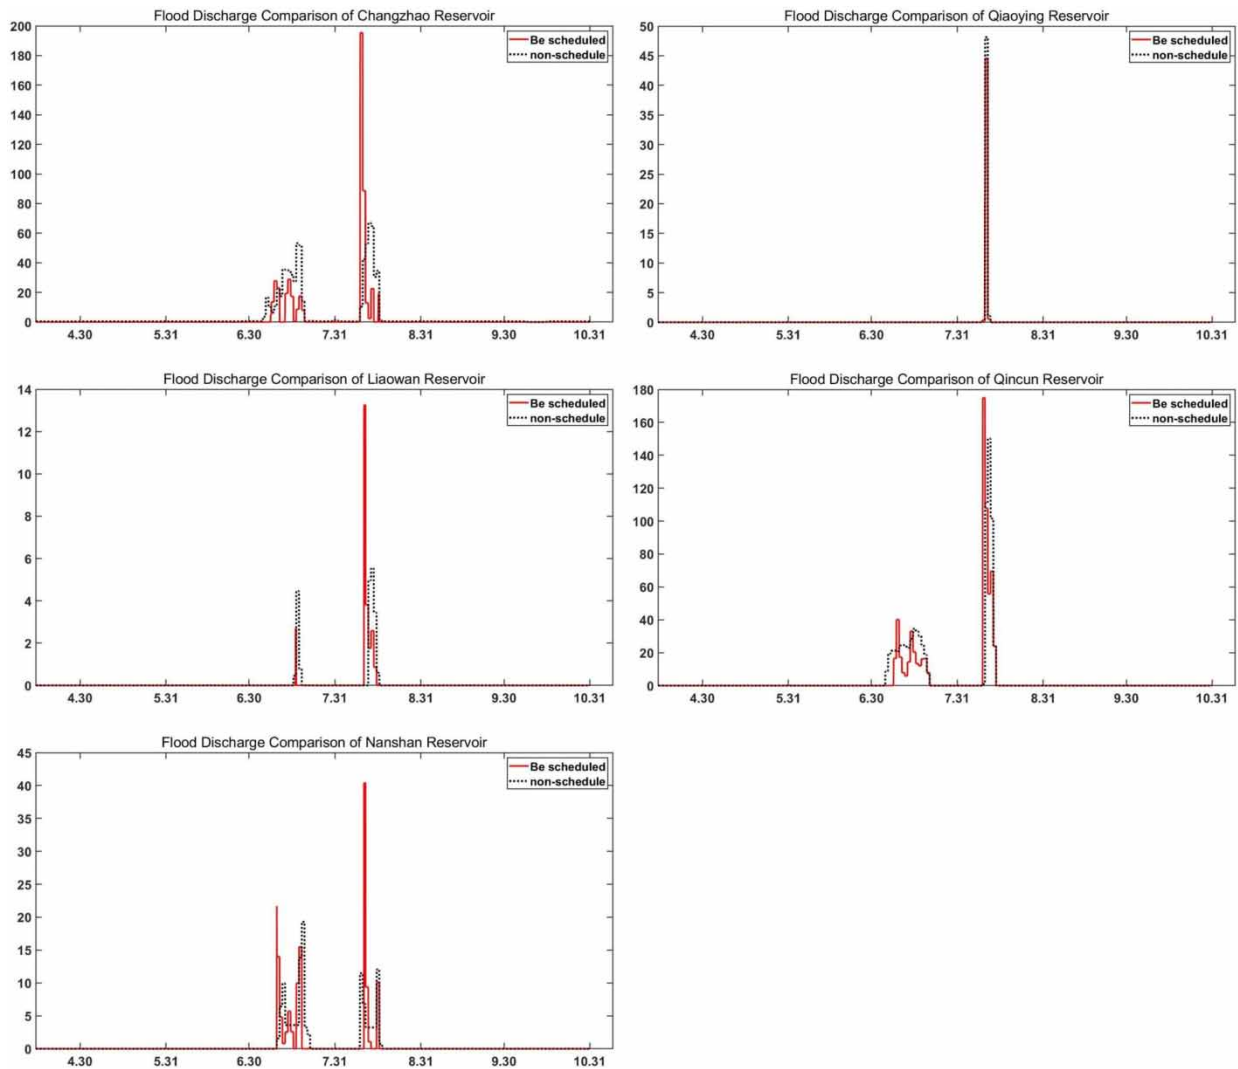 Flood Discharge Comparison of Changzhao Reservoir
200
180
160
140
120
100
80
60
40
20
0
4.30 5.31 6.30 7.31 8.31 9.30 10.31
Be scheduled
non-schedule
Flood Discharge Comparison of Qiaoying Reservoir
50
45
40
35
30
25
20
15
10
5
0
4.30 5.31 6.30 7.31 8.31 9.30 10.31
Be scheduled
non-schedule
Flood Discharge Comparison of Liaowan Reservoir
14
12
10
8
6
4
2
0
4.30 5.31 6.30 7.31 8.31 9.30 10.31
Be scheduled
non-schedule
Flood Discharge Comparison of Qincun Reservoir
180
160
140
120
100
80
60
40
20
0
4.30 5.31 6.30 7.31 8.31 9.30 10.31
Be scheduled
non-schedule
Flood Discharge Comparison of Nanshan Reservoir
45
40
35
30
25
20
15
10
5
0
4.30 5.31 6.30 7.31 8.31 9.30 10.31
Be scheduled
non-schedule